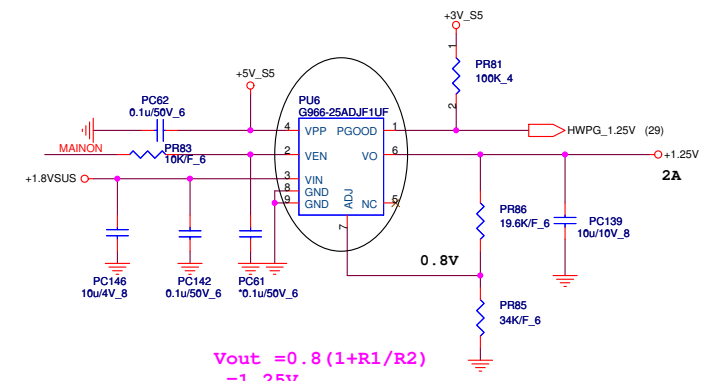 +3V_S5
1
PR81
100K_4
2
+5V_S5
PC62
0.1u/50V_6
PU6
G966-25ADJF1UF
4
VPP
PGOOD
1
HWPG_1.25V (29)
MAINON
PR83
10K/F_6
2
VEN
VO
6
+1.25V
2A
+1.8VSUS
3
VIN
8
GND
9
GND
ADJ
NC
5
7
PR86
19.6K/F_6
PC139
10u/10V_8
0.8V
PC146
10u/4V_8
PC142
0.1u/50V_6
PC61
*0.1u/50V_6
PR85
34K/F_6
Vout =0.8(1+R1/R2)
=1.25V